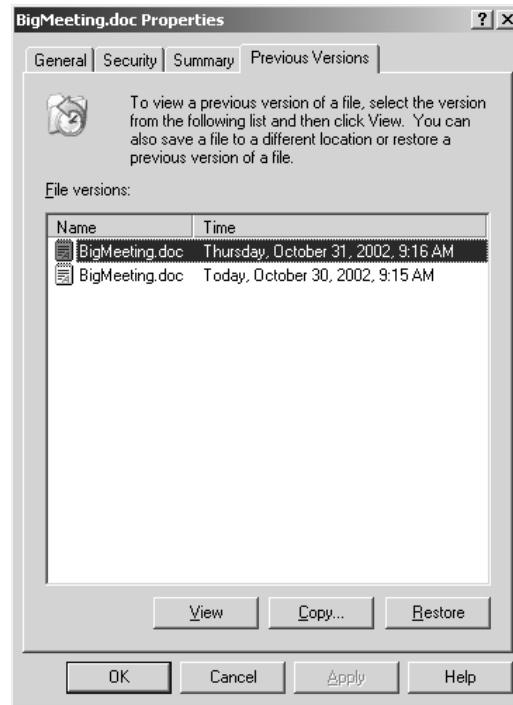 BigMeeting.doc Properties
General Security Summary Previous Versions
To view a previous version of a file, select the version
from the following list and then click View. You can
also save a file to a different location or restore a
previous version of a file.
File versions:
Name Time
BigMeeting.doc Thursday, October 31, 2002, 9:16 AM
BigMeeting.doc Today, October 30, 2002, 9:15 AM
View Copy... Restore
OK Cancel Apply Help